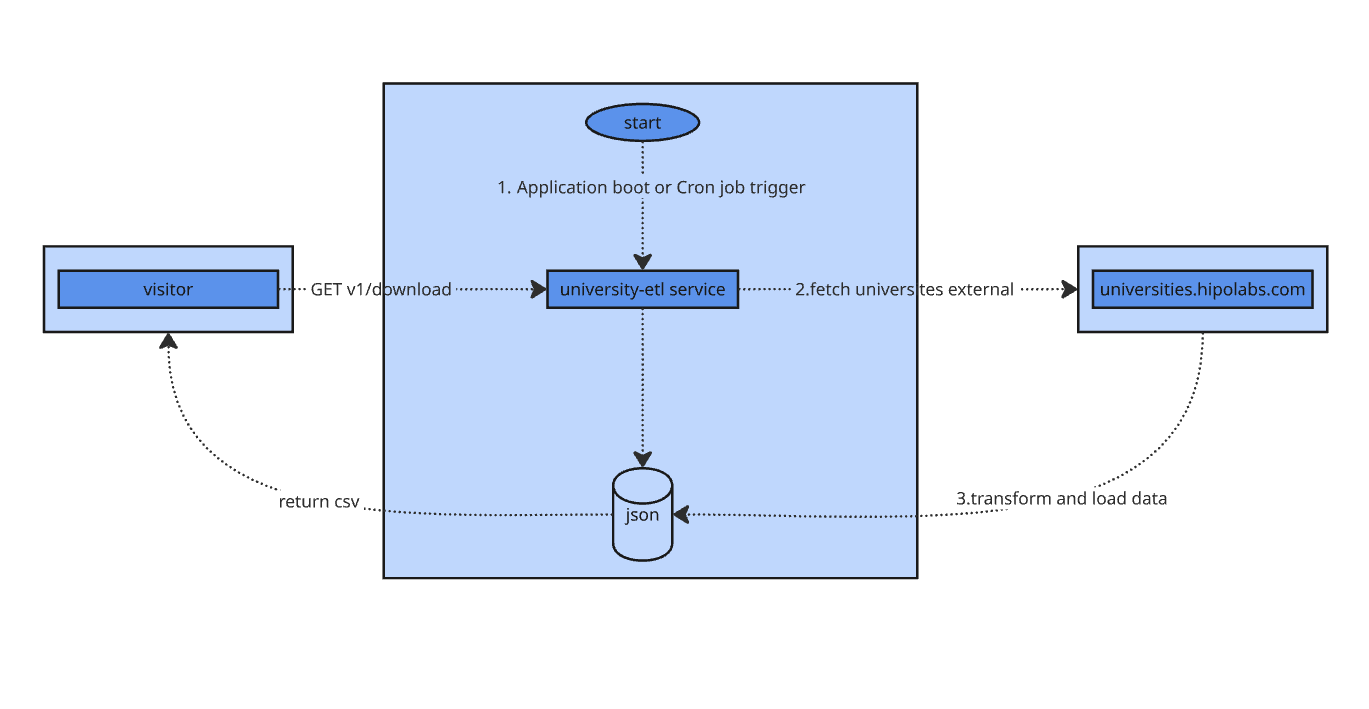 start
1. Application boot or Cron job trigger
visitor
GET v1/download
university-etl service
2.fetch universites external
universities.hipolabs.com
return csv
json
3.transform and load data